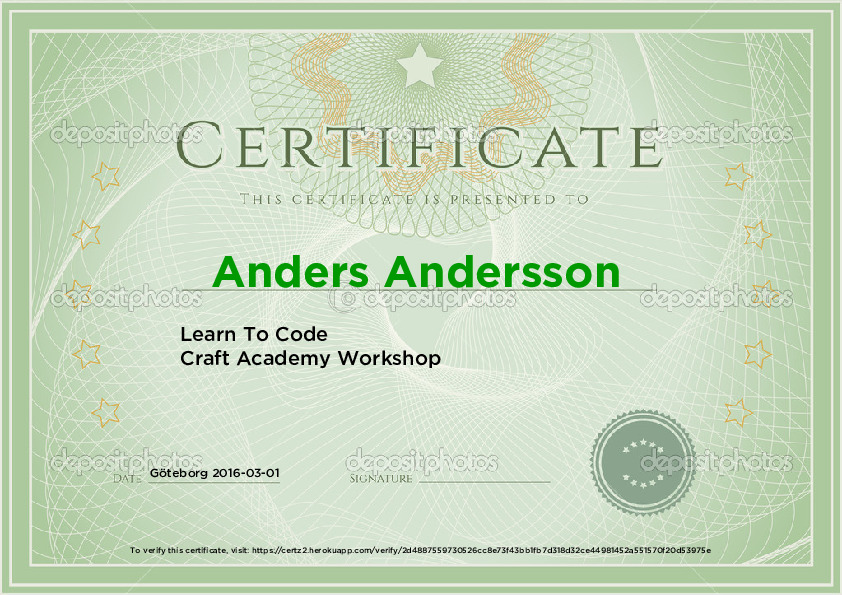 depositphotos depositphotos depositphotos
CERTIFICATE
THIS CERTIFICATE IS PRESENTED TO
Anders Andersson
depositphotos © depositphotos depositphotos
Learn To Code
Craft Academy Workshop
depositphotos depositphotos depositphotos
DATE Göteborg 2016-03-01 SIGNATURE
To verify this certificate, visit: https://certz2.herokuapp.com/verify/2d4887559730526cc8e73f43bb1fb7d318d32ce44981452a551570f20d53975e